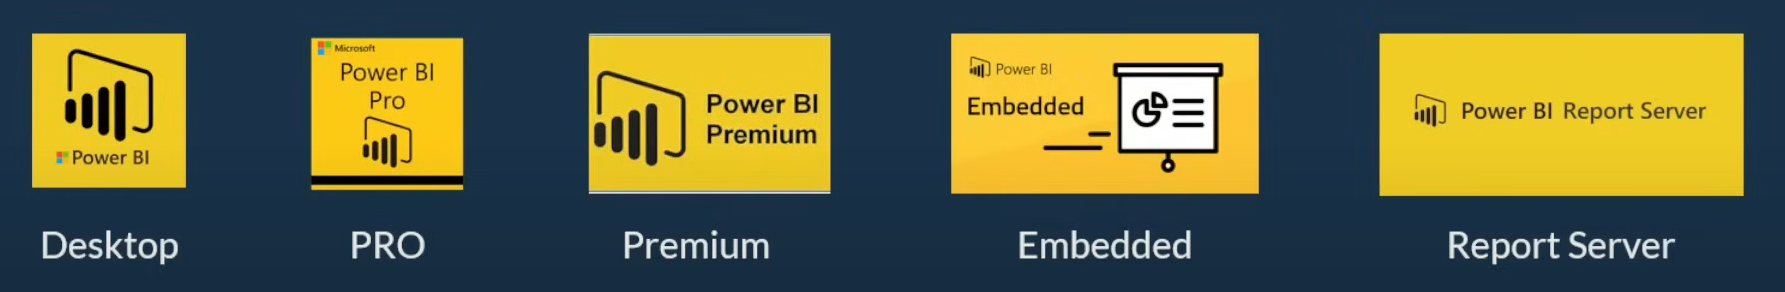 Power BI
Microsoft
Power BI
Pro
Power BI
Premium
Power BI
Embedded
Power BI Report Server
Desktop
PRO
Premium
Embedded
Report Server